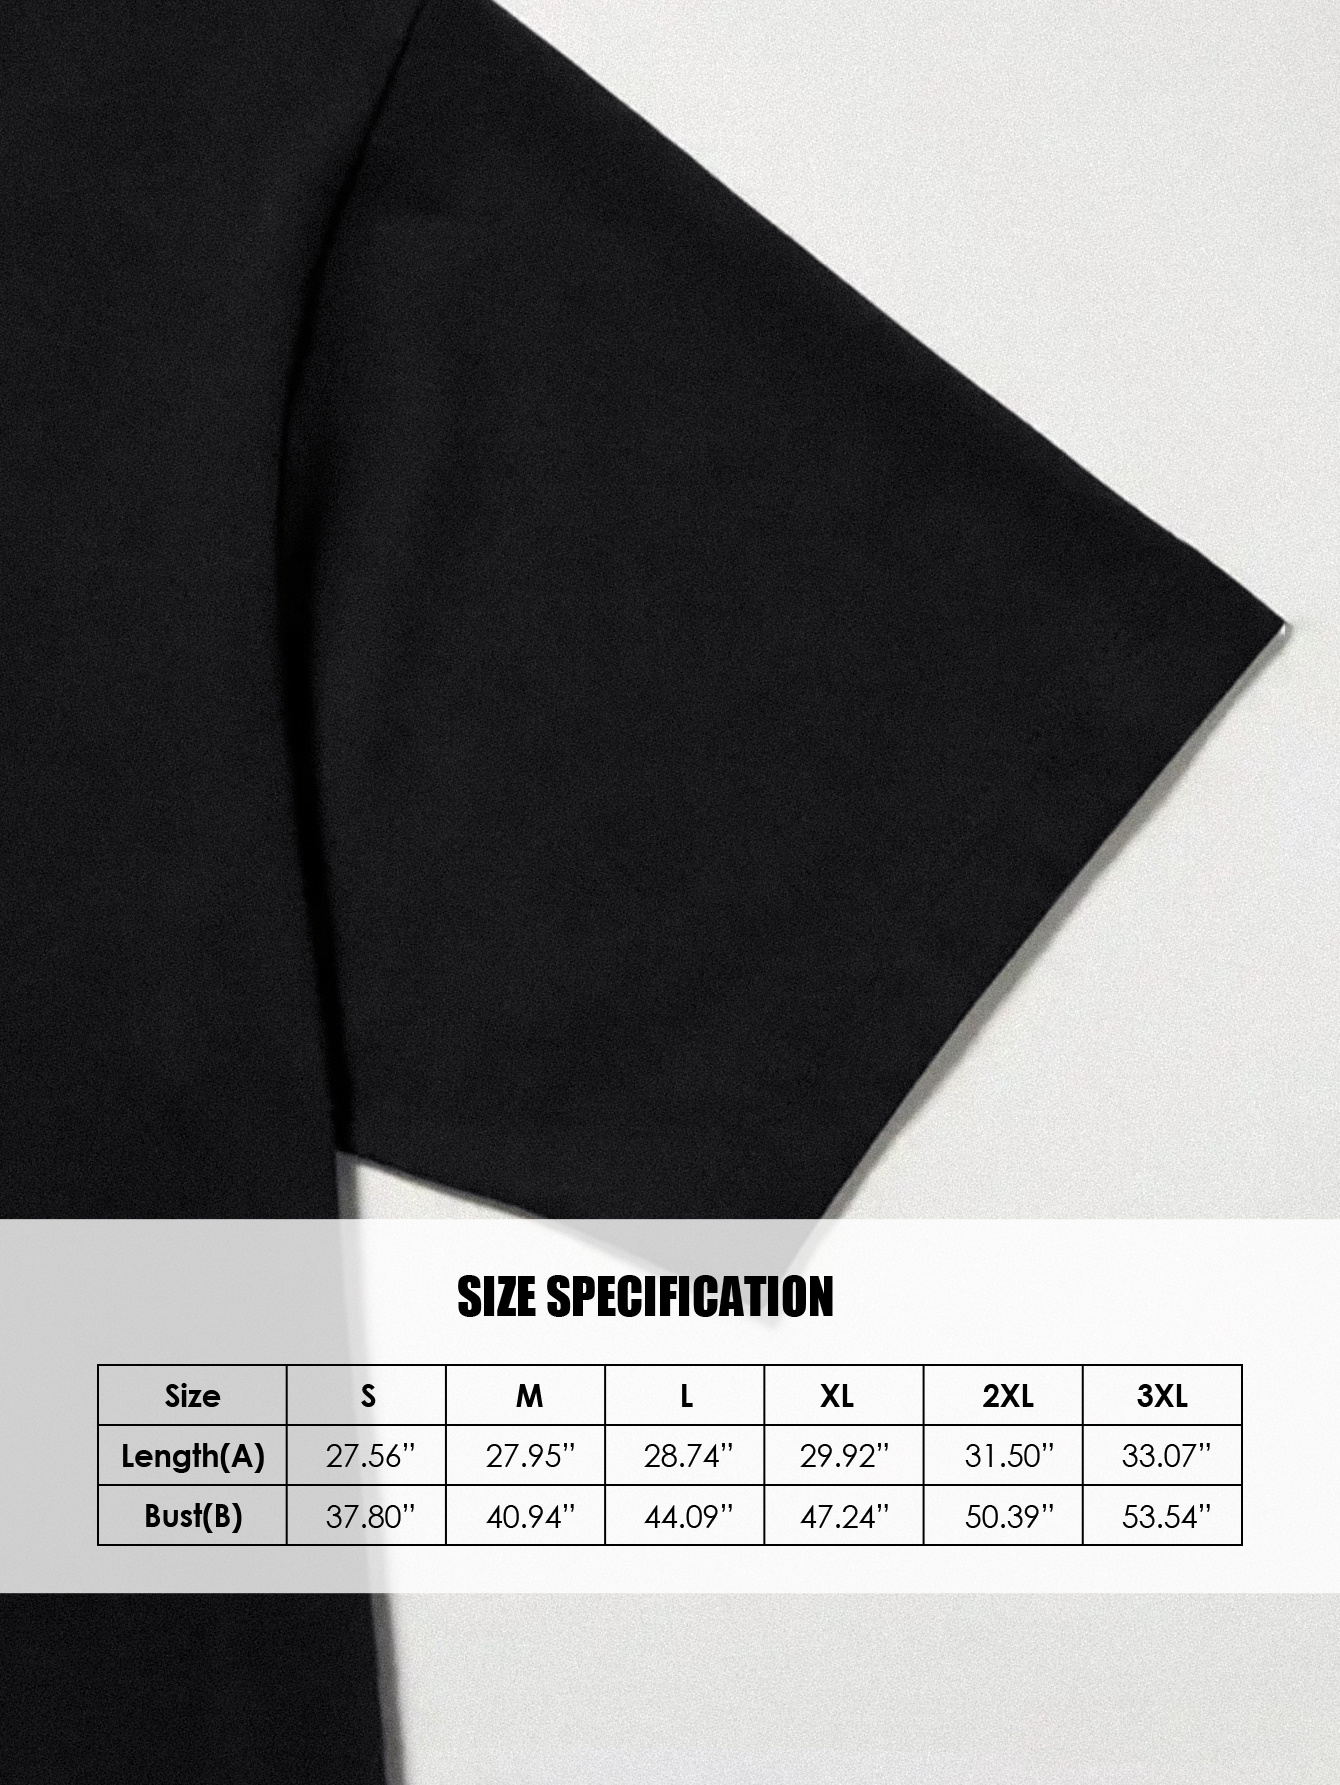 SIZE SPECIFICATION
Size S M L XL 2XL 3XL
Length(A) 27.56” 27.95” 28.74” 29.92” 31.50” 33.07”
Bust(B) 37.80” 40.94” 44.09” 47.24” 50.39” 53.54”